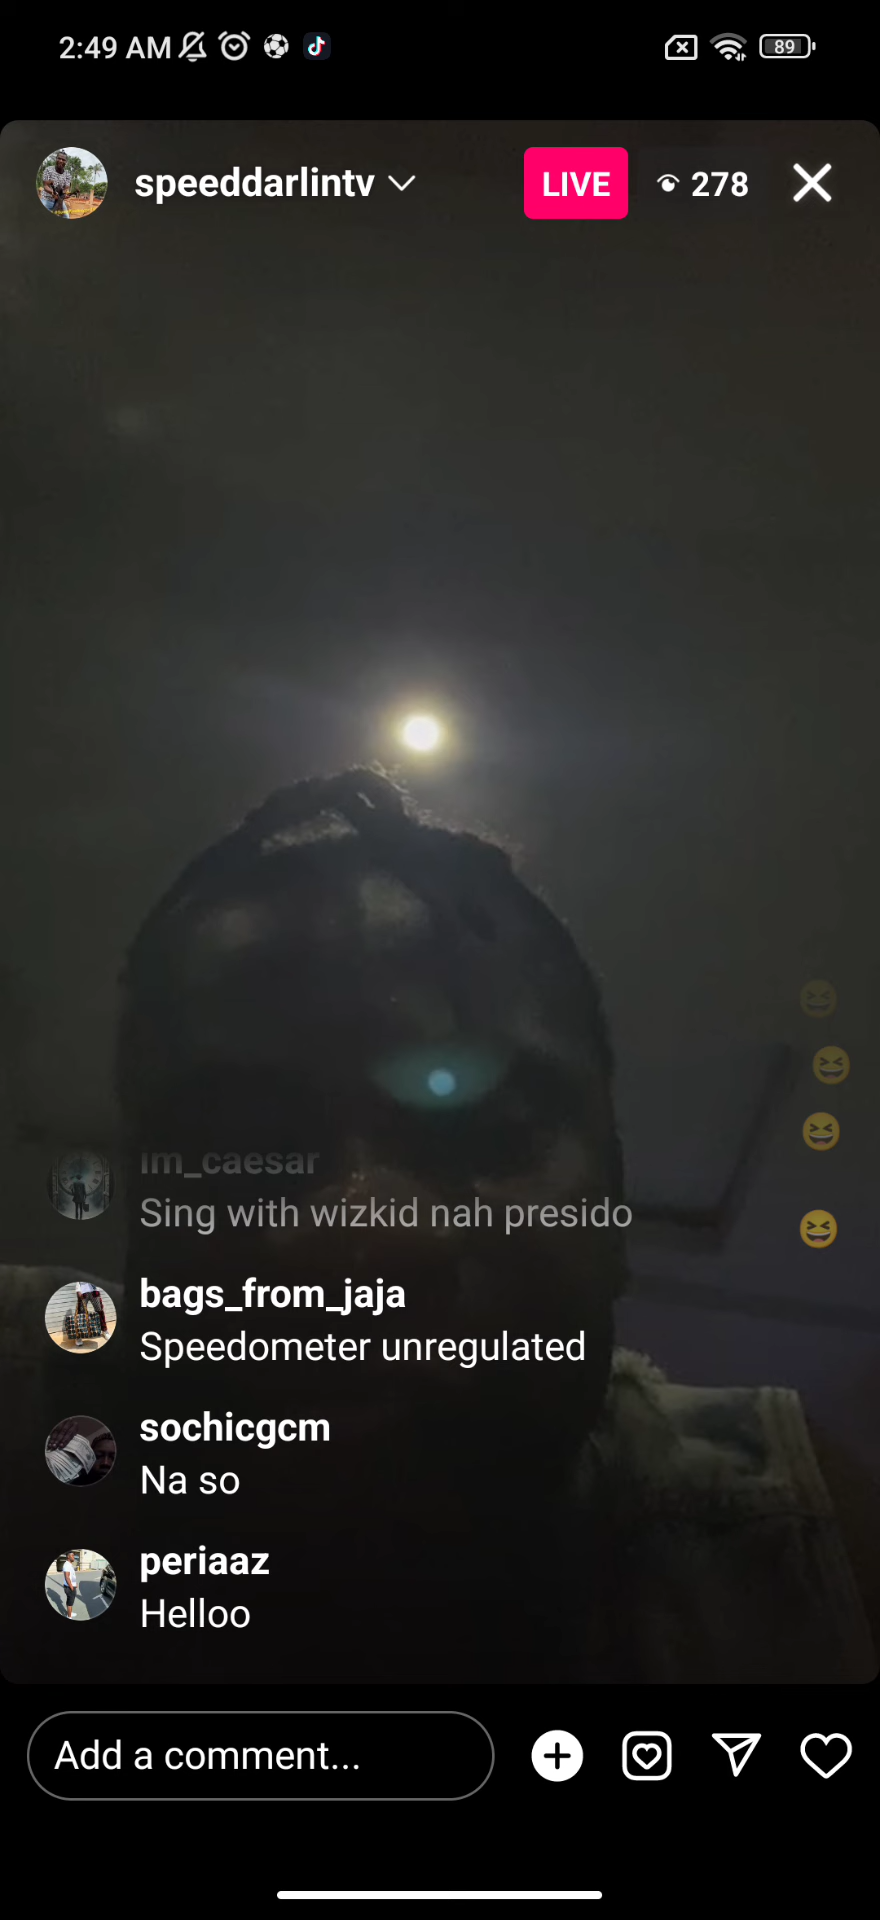 2:49 AM
89
speeddarlintv
LIVE
278
im_caesar
Sing with wizkid nah presido
bags_from_jaja
Speedometer unregulated
sochicgcm
Na so
periaaz
Helloo
Add a comment...